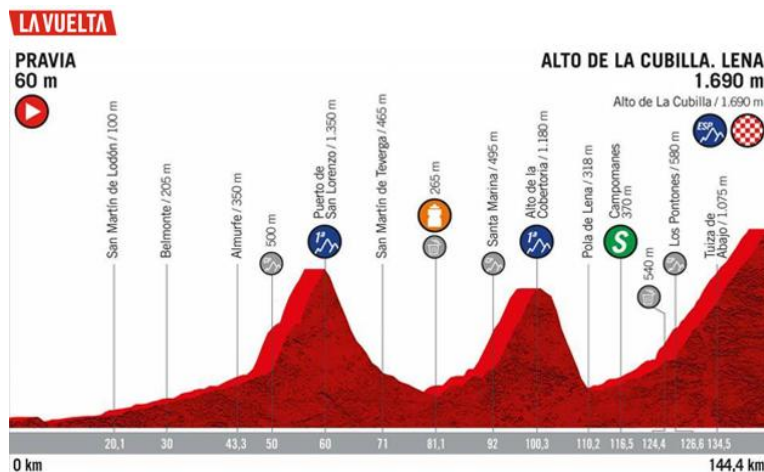 LA VUELTA
PRAVIA
60 m
ALTO DE LA CUBILLA. LENA
1.690 m
Alto de La Cubilla / 1.690 m
ESP.
San Martín de Lodón / 100 m
Belmonte / 205 m
Almurfe / 350 m
500 m
Puerto de
San Lorenzo / 1.350 m
1ª
San Martín de Teverga / 465 m
265 m
Santa Marina / 495 m
Alto de la
Cobertoria / 1.180 m
1ª
Pola de Lena / 318 m
Campomanes
370 m
S
540 m
Los Pontones / 580 m
Tuiza de
Abajo / 1.075 m
20,1
30
43,3
50
60
71
81,1
92
100,3
110,2
116,5
124,4
126,6
134,5
0 km
144,4 km